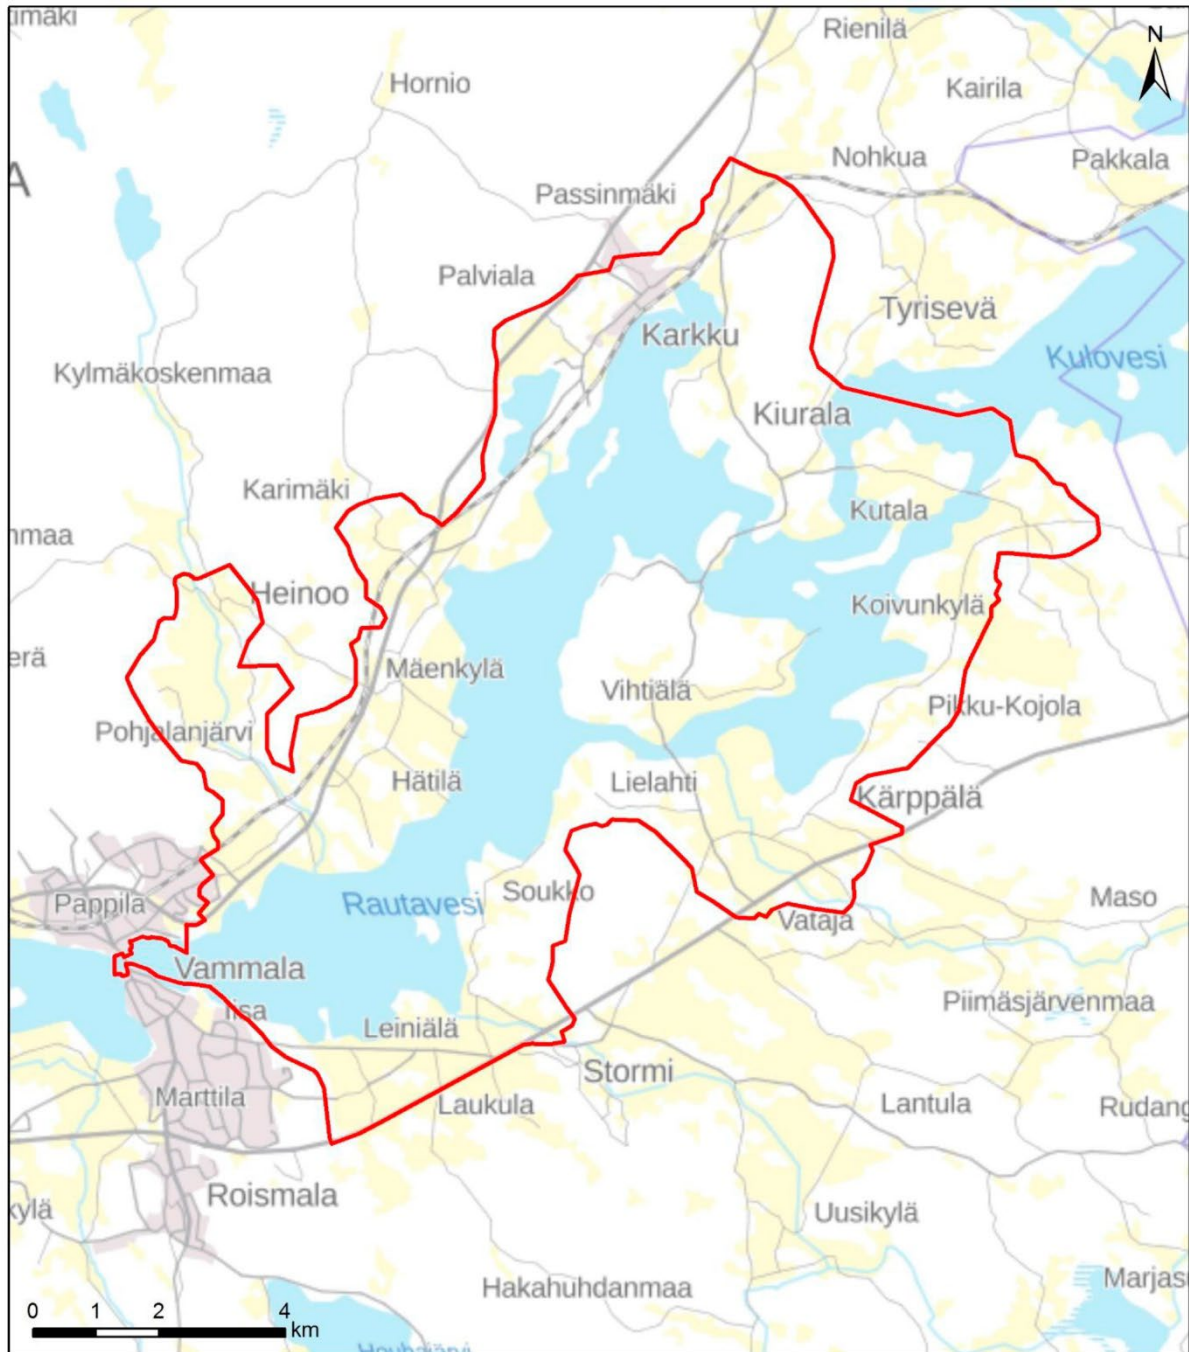 Rienilä
Hornio
Kairila
N
Nohkua
Pakkala
A
Passinmäki
Palviala
Tyrisevä
Karkku
Kulovesi
Kylmäkoskenmaa
Kiurala
Karimäki
Kutala
Heinoo
Koivunkylä
Mäenkylä
Vihtiälä
Pikku-Kojola
Pohjalanjärvi
Hätilä
Lielahti
Kärppälä
Soukko
Maso
Pappila
Rautavesi
Vataja
Vammala
Iisa
Piimäsjärvenmaa
Leiniälä
Stormi
Marttila
Laukula
Lantula
Rudang
Roismala
Uusikylä
Hakahuhdanmaa
0 1 2 4
km